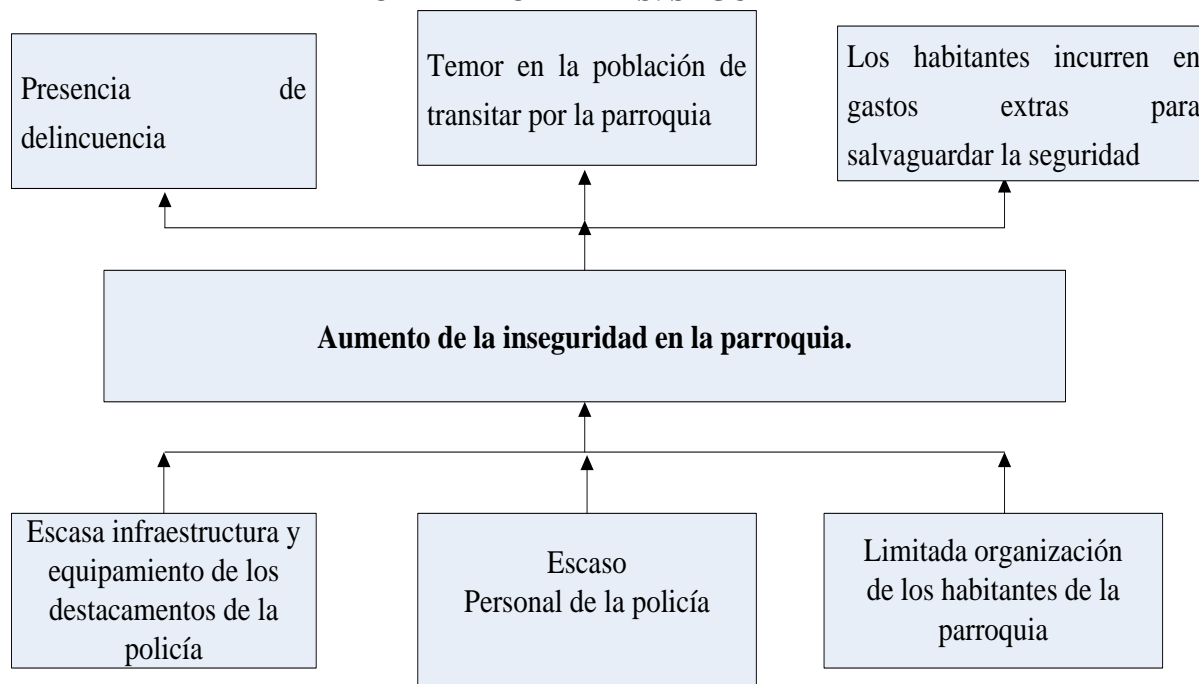 Presencia de
delincuencia
Temor en la población de
transitar por la parroquia
Los habitantes incurren en
gastos extras para
salvaguardar la seguridad
Aumento de la inseguridad en la parroquia.
Escasa infraestructura y
equipamiento de los
destacamentos de la
policía
Escaso
Personal de la policía
Limitada organización
de los habitantes de la
parroquia